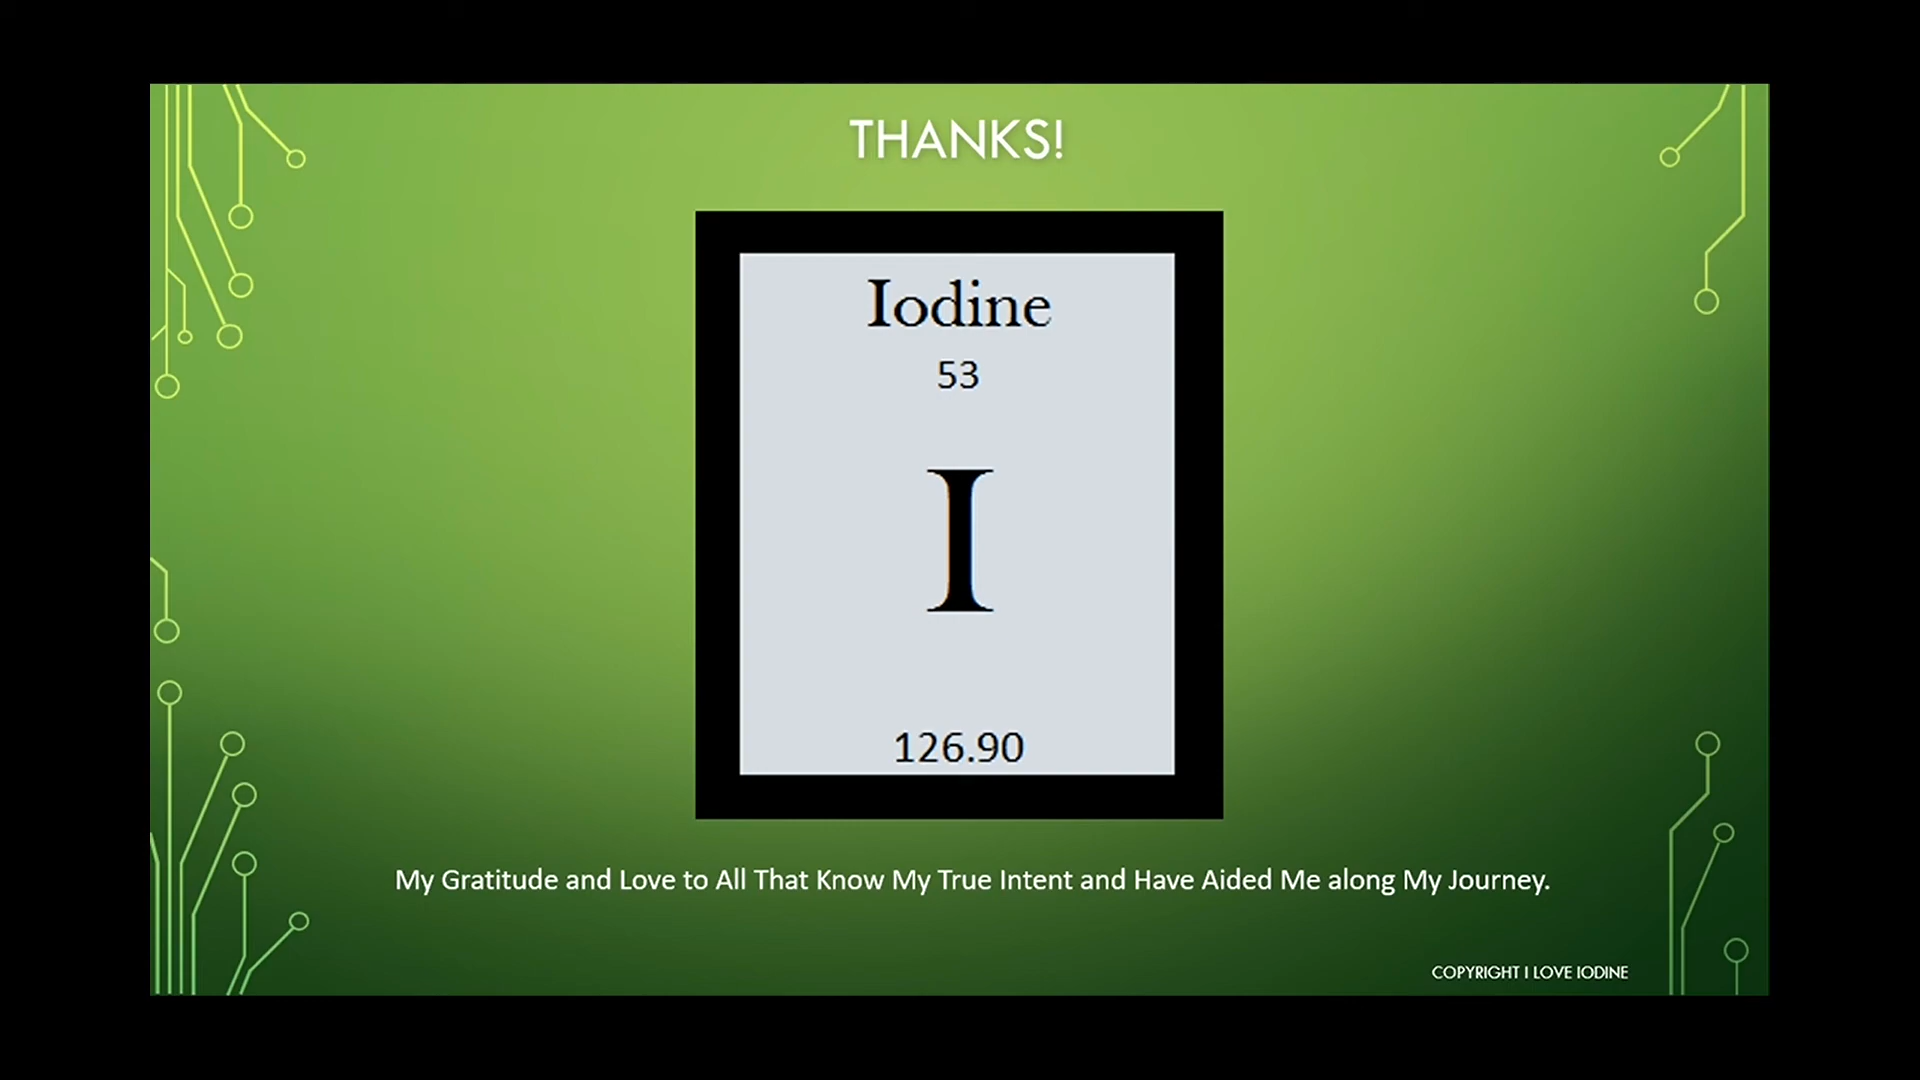 THANKS!
Iodine
53
I
126.90
My Gratitude and Love to All That Know My True Intent and Have Aided Me along My Journey.
COPYRIGHT I LOVE IODINE